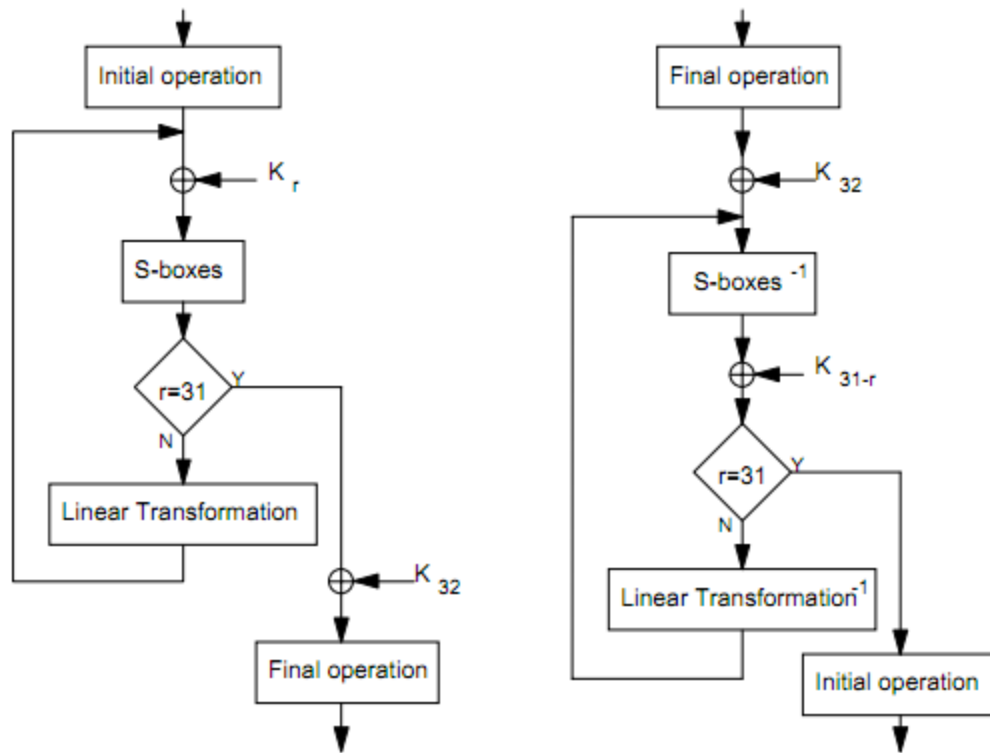 Initial operation
K r
S-boxes
r=31
Y
N
Linear Transformation
K 32
Final operation
Final operation
K 32
S-boxes -1
K 31-r
r=31
Y
N
Linear Transformation -1
Initial operation